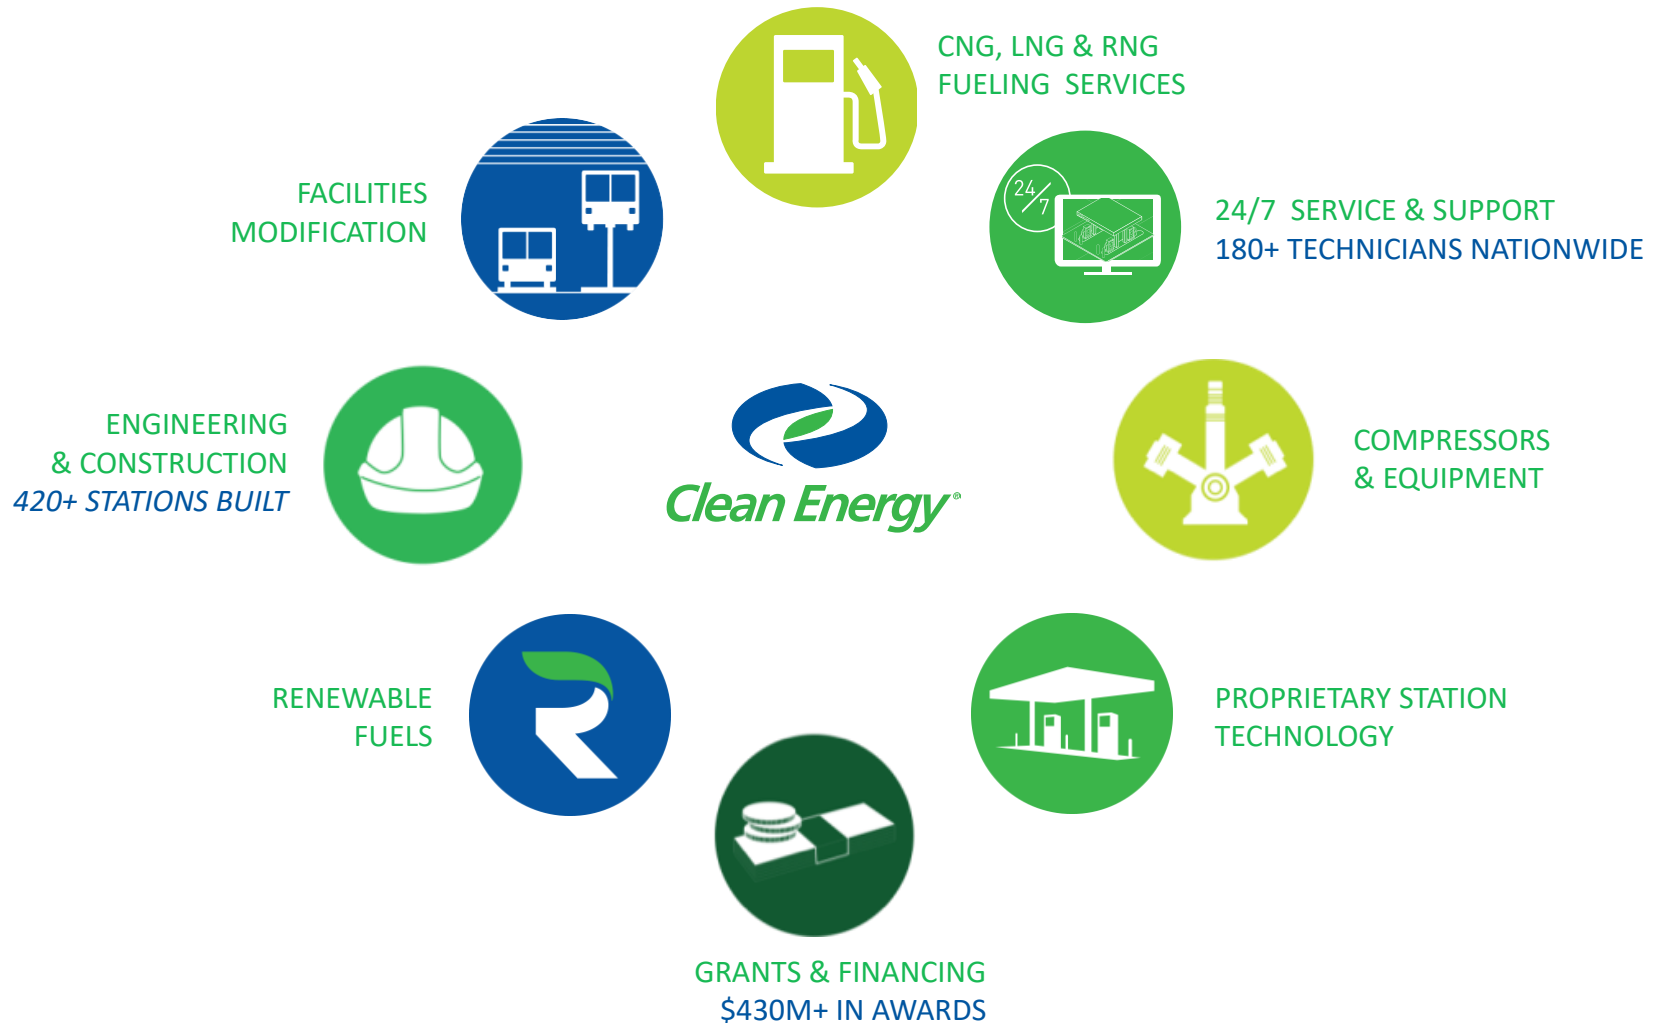 CNG, LNG & RNG
FUELING SERVICES
24/7
24/7 SERVICE & SUPPORT
180+ TECHNICIANS NATIONWIDE
COMPRESSORS
& EQUIPMENT
PROPRIETARY STATION
TECHNOLOGY
GRANTS & FINANCING
$430M+ IN AWARDS
RENEWABLE
FUELS
ENGINEERING
& CONSTRUCTION
420+ STATIONS BUILT
FACILITIES
MODIFICATION
Clean Energy®